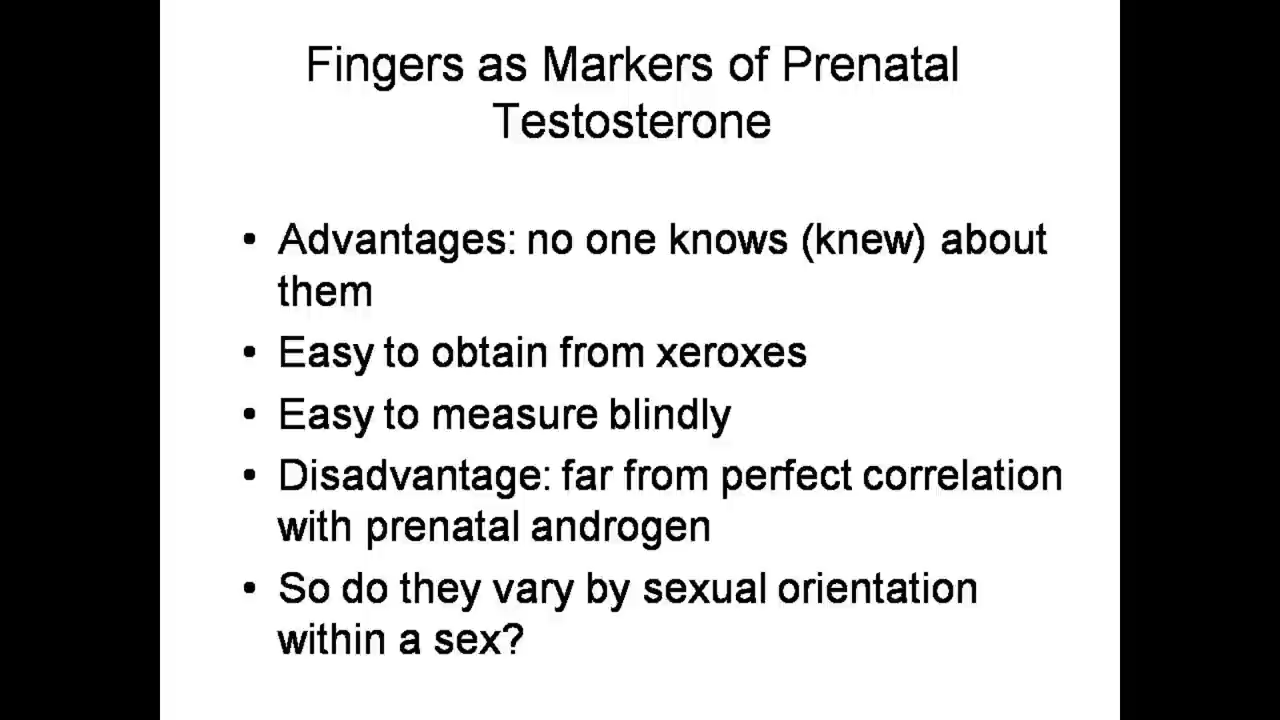 Fingers as Markers of Prenatal
Testosterone
• Advantages: no one knows (knew) about
them
• Easy to obtain from xeroxes
• Easy to measure blindly
• Disadvantage: far from perfect correlation
with prenatal androgen
• So do they vary by sexual orientation
within a sex?